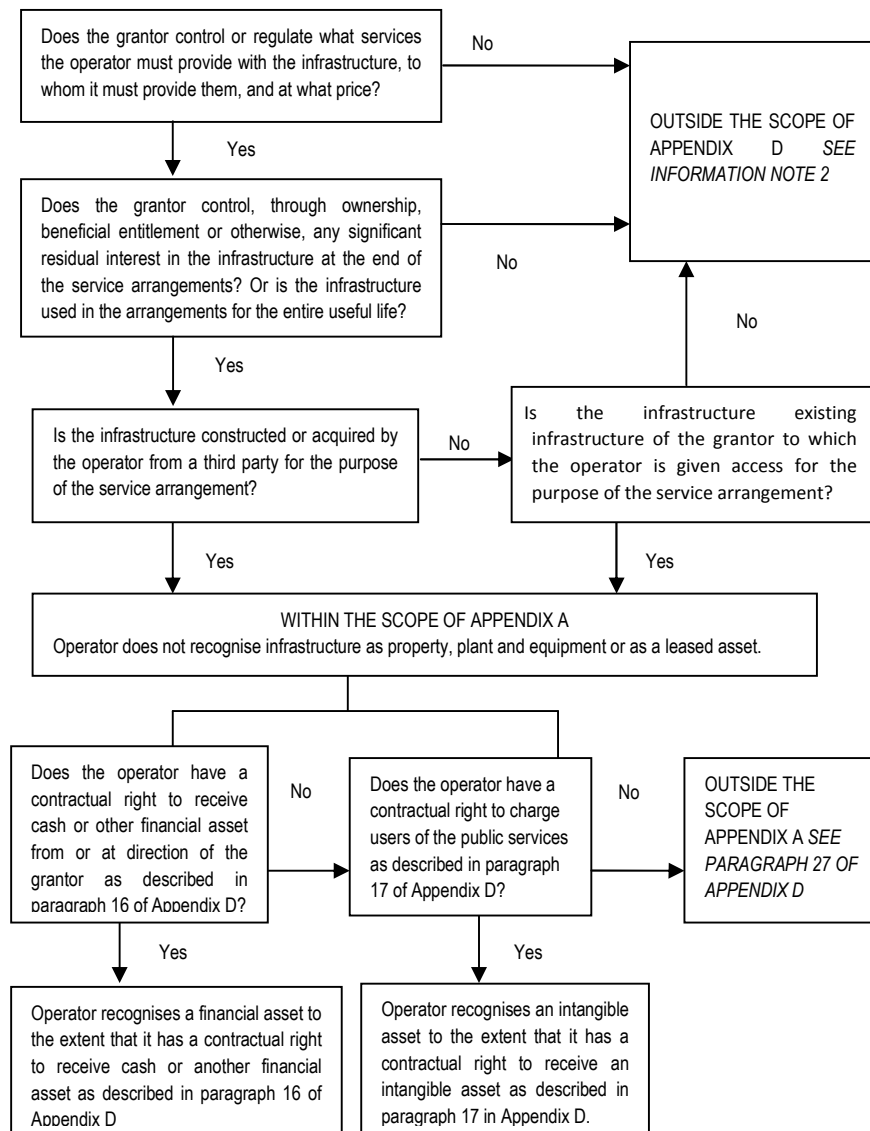 Does the grantor control or regulate what services
the operator must provide with the infrastructure, to
whom it must provide them, and at what price?
No
OUTSIDE THE SCOPE OF
APPENDIX D SEE
INFORMATION NOTE 2
Yes
Does the grantor control, through ownership,
beneficial entitlement or otherwise, any significant
residual interest in the infrastructure at the end of
the service arrangements? Or is the infrastructure
used in the arrangements for the entire useful life?
No
No
Yes
Is the infrastructure constructed or acquired by
the operator from a third party for the purpose
of the service arrangement?
No
Is the infrastructure existing
infrastructure of the grantor to which
the operator is given access for the
purpose of the service arrangement?
Yes
Yes
WITHIN THE SCOPE OF APPENDIX A
Operator does not recognise infrastructure as property, plant and equipment or as a leased asset.
Does the operator have a
contractual right to receive
cash or other financial asset
from or at direction of the
grantor as described in
paragraph 16 of Appendix D?
No
Does the operator have a
contractual right to charge
users of the public services
as described in paragraph
17 of Appendix D?
No
OUTSIDE THE
SCOPE OF
APPENDIX A SEE
PARAGRAPH 27 OF
APPENDIX D
Yes
Yes
Operator recognises a financial asset to
the extent that it has a contractual right
to receive cash or another financial
asset as described in paragraph 16 of
Appendix D
Operator recognises an intangible
asset to the extent that it has a
contractual right to receive an
intangible asset as described in
paragraph 17 in Appendix D.